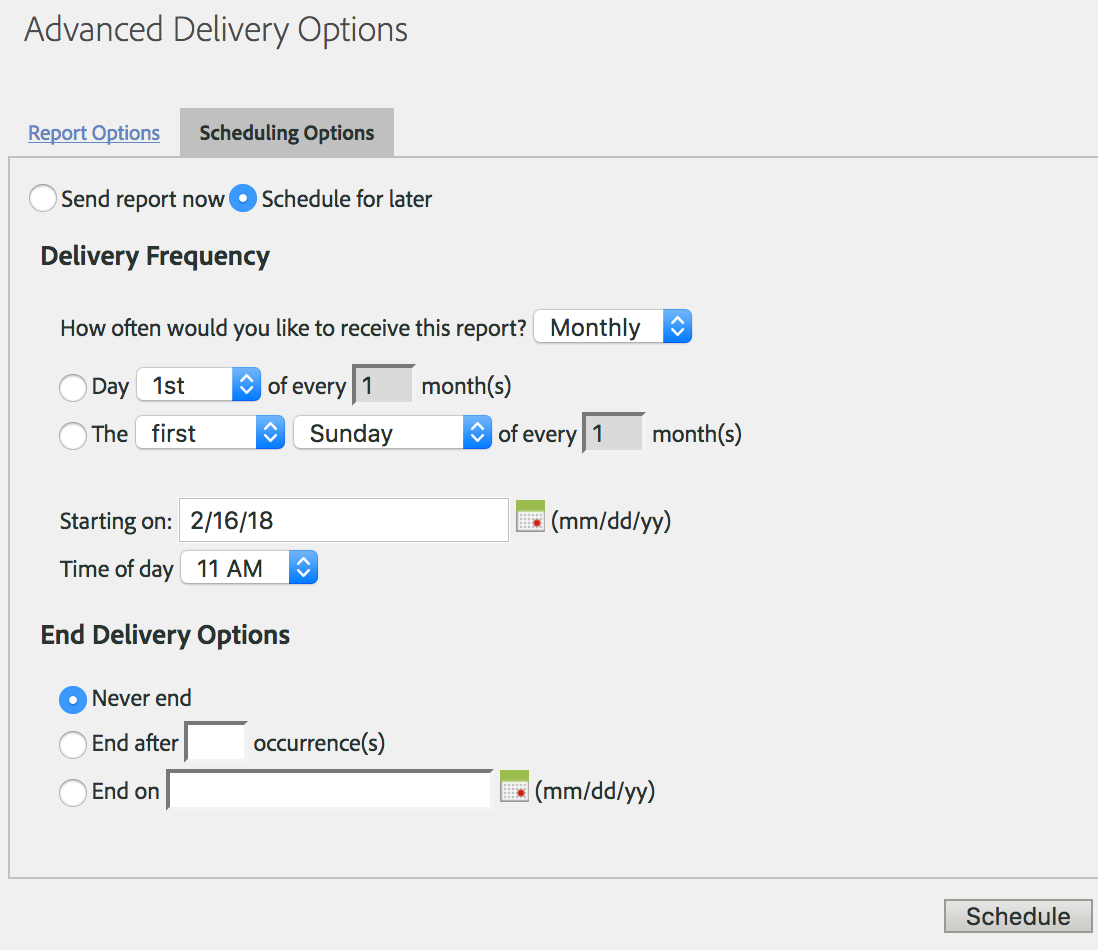 Advanced Delivery Options
Report Options Scheduling Options
Send report now Schedule for later
Delivery Frequency
How often would you like to receive this report? Monthly
Day 1st of every 1 month(s)
The first Sunday of every 1 month(s)
Starting on: 2/16/18 (mm/dd/yy)
Time of day 11 AM
End Delivery Options
Never end
End after occurrence(s)
End on (mm/dd/yy)
Schedule